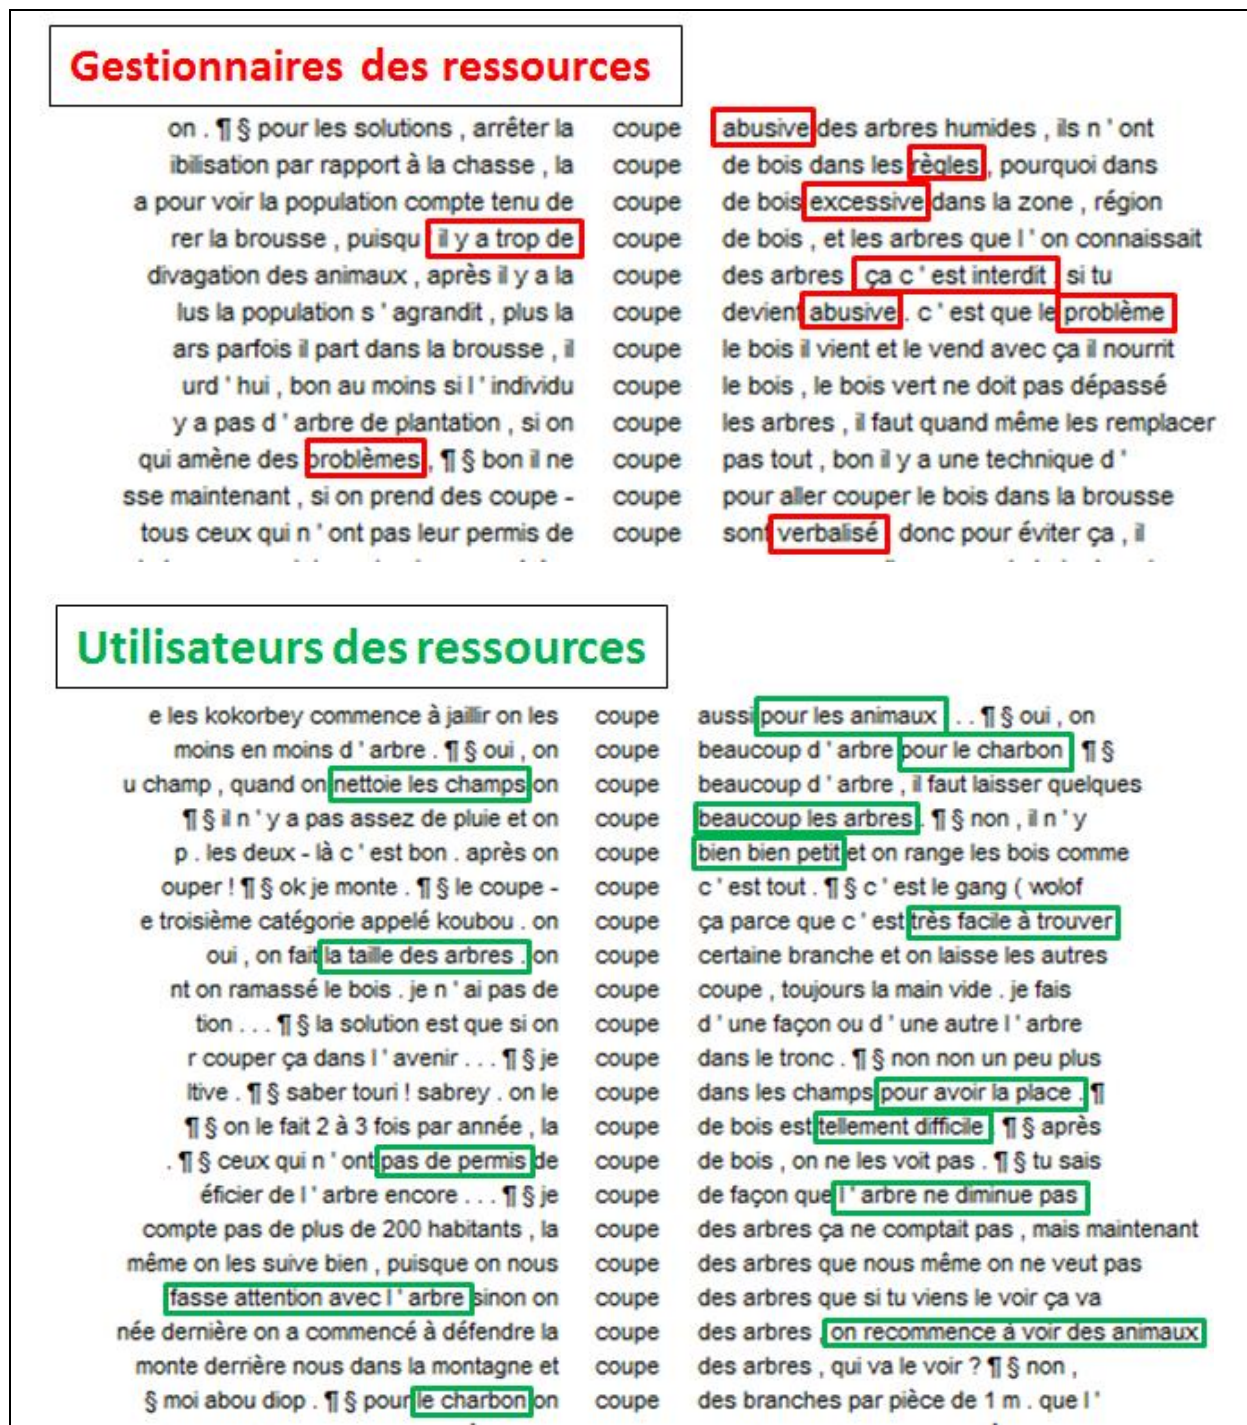 Gestionnaires des ressources
on . ¶ § pour les solutions , arrêter la coupe abusive des arbres humides , ils n ' ont
ibilisation par rapport à la chasse , la coupe de bois dans les règles , pourquoi dans
a pour voir la population compte tenu de coupe de bois excessive dans la zone , région
rer la brousse , puisqu ' il y a trop de coupe de bois , et les arbres que l ' on connaissait
divagation des animaux , après il y a la coupe des arbres ça c ' est interdit . si tu
lus la population s ' agrandit , plus la coupe devient abusive . c ' est que le problème
ars parfois il part dans la brousse , il coupe le bois il vient et le vend avec ça il nourrit
urd ' hui , bon au moins si l ' individu coupe le bois , le bois vert ne doit pas dépassé
y a pas d ' arbre de plantation , si on coupe les arbres , il faut quand même les remplacer
qui amène des problèmes , ¶ § bon il ne coupe pas tout , bon il y a une technique d '
sse maintenant , si on prend des coupe - coupe pour aller couper le bois dans la brousse
tous ceux qui n ' ont pas leur permis de coupe sont verbalisé donc pour éviter ça , il
Utilisateurs des ressources
e les kokorbey commence à jaillir on les coupe aussi pour les animaux . . ¶ § oui , on
moins en moins d ' arbre . ¶ § oui , on coupe beaucoup d ' arbre pour le charbon ¶ §
u champ , quand on nettoie les champs on coupe beaucoup d ' arbre , il faut laisser quelques
¶ § il n ' y a pas assez de pluie et on coupe beaucoup les arbres . ¶ § non , il n ' y
p . les deux - là c ' est bon . après on coupe bien bien petit et on range les bois comme
ouper ! ¶ § ok je monte . ¶ § le coupe - coupe c ' est tout . ¶ § c ' est le gang ( wolof
e troisième catégorie appelé koubou . on coupe ça parce que c ' est très facile à trouver
oui , on fait la taille des arbres . on coupe certaine branche et on laisse les autres
nt on ramassé le bois . je n ' ai pas de coupe coupe , toujours la main vide . je fais
tion . . . ¶ § la solution est que si on coupe d ' une façon ou d ' une autre l ' arbre
r couper ça dans l ' avenir . . . ¶ § je coupe dans le tronc . ¶ § non non un peu plus
ltive . ¶ § saber touri ! sabrey . on le coupe dans les champs pour avoir la place . ¶
¶ § on le fait 2 à 3 fois par année , la coupe de bois est tellement difficile ¶ § après
. ¶ § ceux qui n ' ont pas de permis de coupe de bois , on ne les voit pas . ¶ § tu sais
éficier de l ' arbre encore . . . ¶ § je coupe de façon que l ' arbre ne diminue pas
compte pas de plus de 200 habitants , la coupe des arbres ça ne comptait pas , mais maintenant
même on les suive bien , puisque on nous coupe des arbres que nous même on ne veut pas
fasse attention avec l ' arbre sinon on coupe des arbres que si tu viens le voir ça va
née dernière on a commencé à défendre la coupe des arbres , on recommence à voir des animaux
monte derrière nous dans la montagne et coupe des arbres , qui va le voir ? ¶ § non ,
§ moi abou diop . ¶ § pour le charbon on coupe des branches par pièce de 1 m . que l '